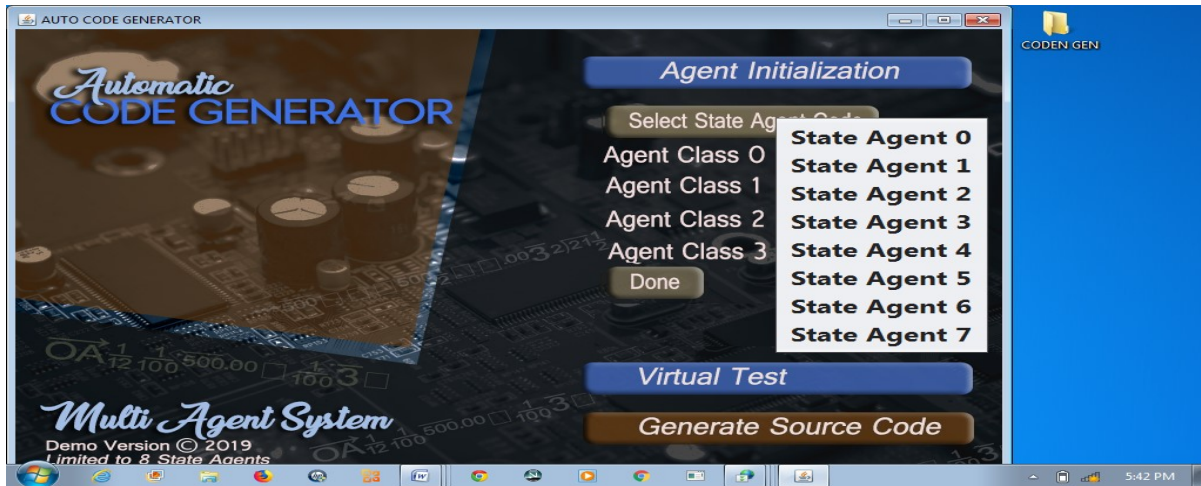 AUTO CODE GENERATOR
CODEN GEN
Automatic
CODE GENERATOR
Agent Initialization
Select State Agent Code
State Agent 0
State Agent 1
State Agent 2
State Agent 3
State Agent 4
State Agent 5
State Agent 6
State Agent 7
Agent Class 0
Agent Class 1
Agent Class 2
Agent Class 3
Done
Virtual Test
Generate Source Code
Multi Agent System
Demo Version © 2019
Limited to 8 State Agents
5:42 PM